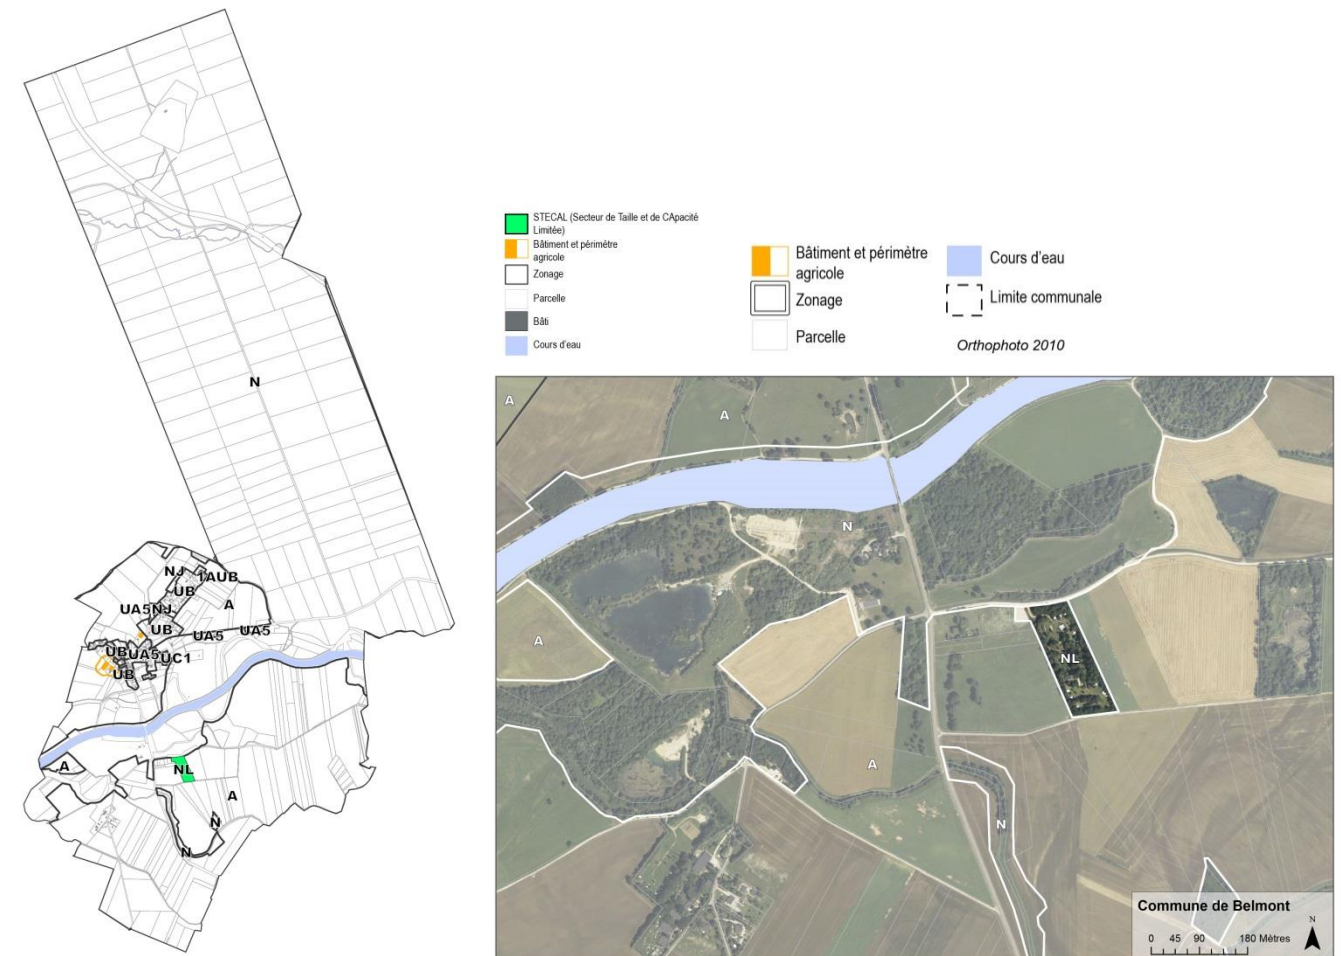 STECAL (Secteur de Taille et de CApacité
Limitée)
Bâtiment et périmètre
agricole
Zonage
Parcelle
Bâti
Cours d'eau
Bâtiment et périmètre
agricole
Zonage
Parcelle
Cours d'eau
Limite communale
Orthophoto 2010
N
NJ
1AUB
UB
A
UA5
NJ
UB
UA5
UA5
UB
UA5
UC1
UB
A
NL
A
N
N
A
A
N
A
NL
A
N
Commune de Belmont
N
0 45 90 180 Mètres